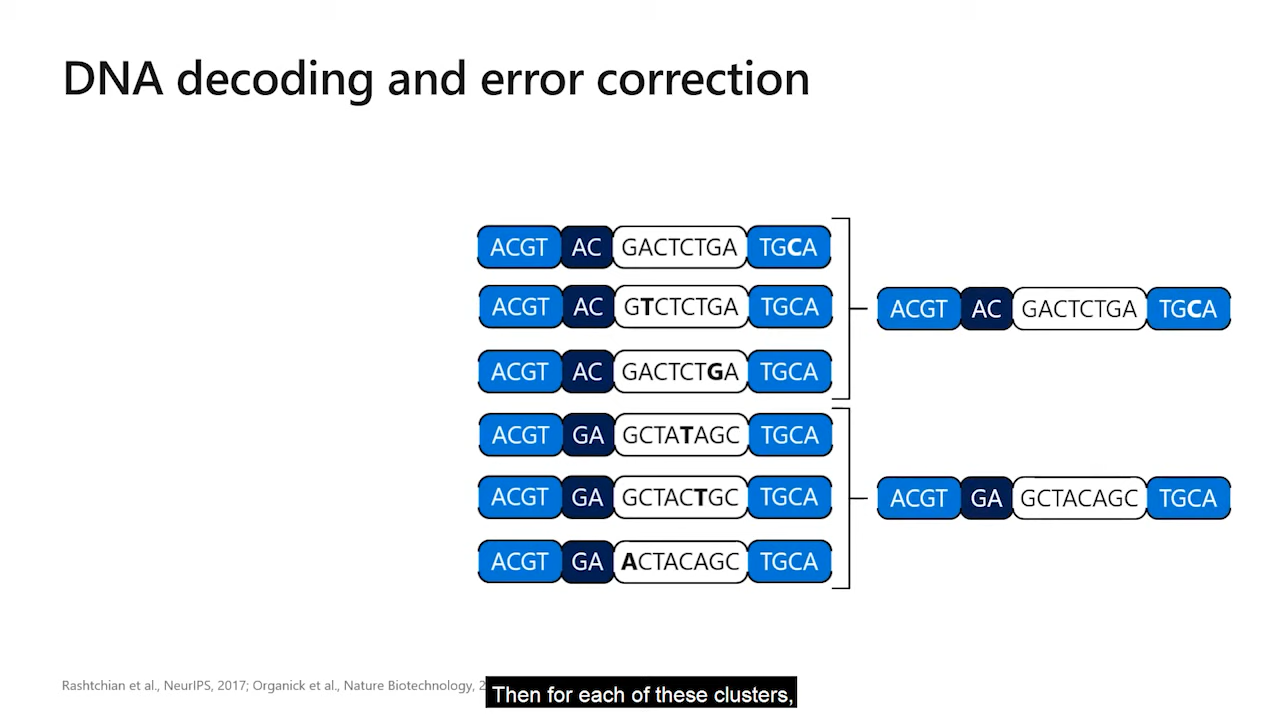 DNA decoding and error correction
ACGT AC GACTCTGA TGCA
ACGT AC GTCTCTGA TGCA
ACGT AC GACTCTGA TGCA
ACGT AC GACTCTGA TGCA
ACGT GA GCTATAGC TGCA
ACGT GA GCTACTGC TGCA
ACGT GA GCTACAGC TGCA
ACGT GA ACTACAGC TGCA
Rashtchian et al., NeurIPS, 2017; Organick et al., Nature Biotechnology, 2
Then for each of these clusters,